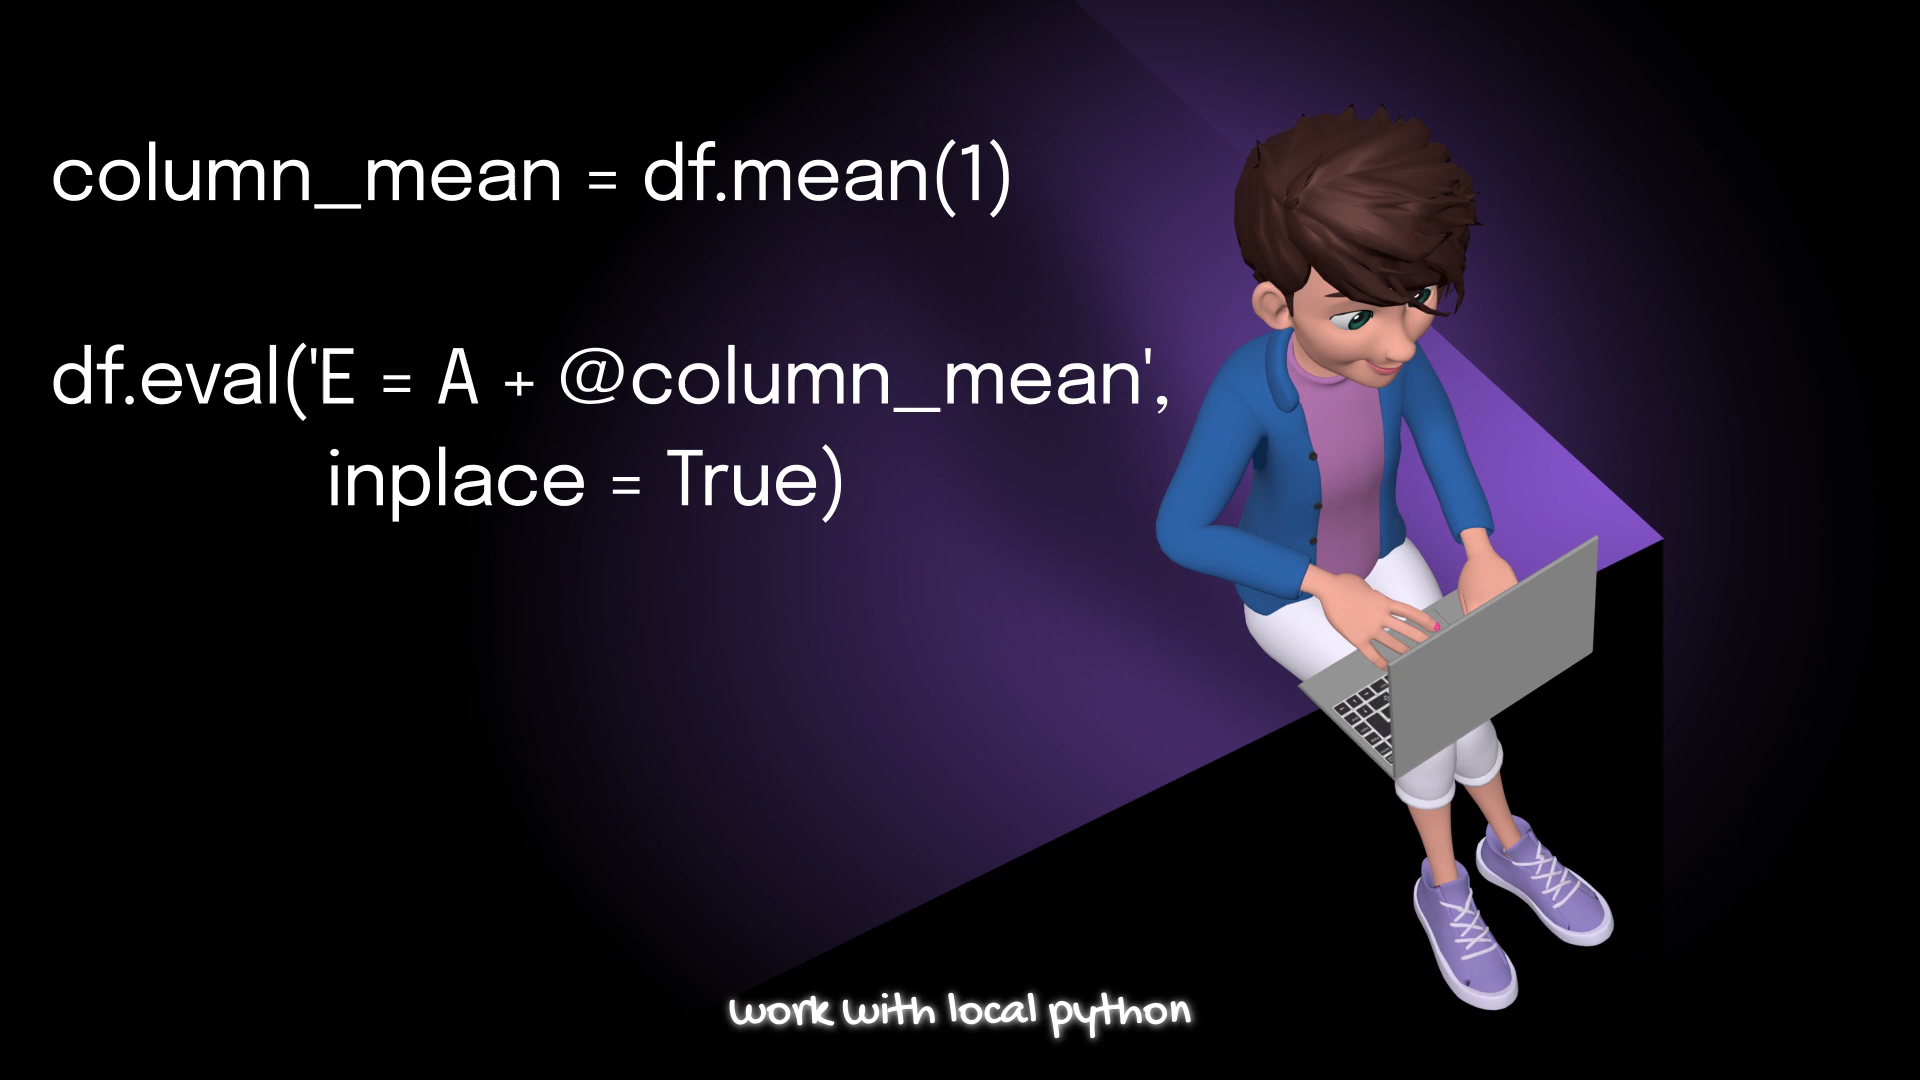 column_mean = df.mean(1)
df.eval('E = A + @column_mean',
inplace = True)
work with local python